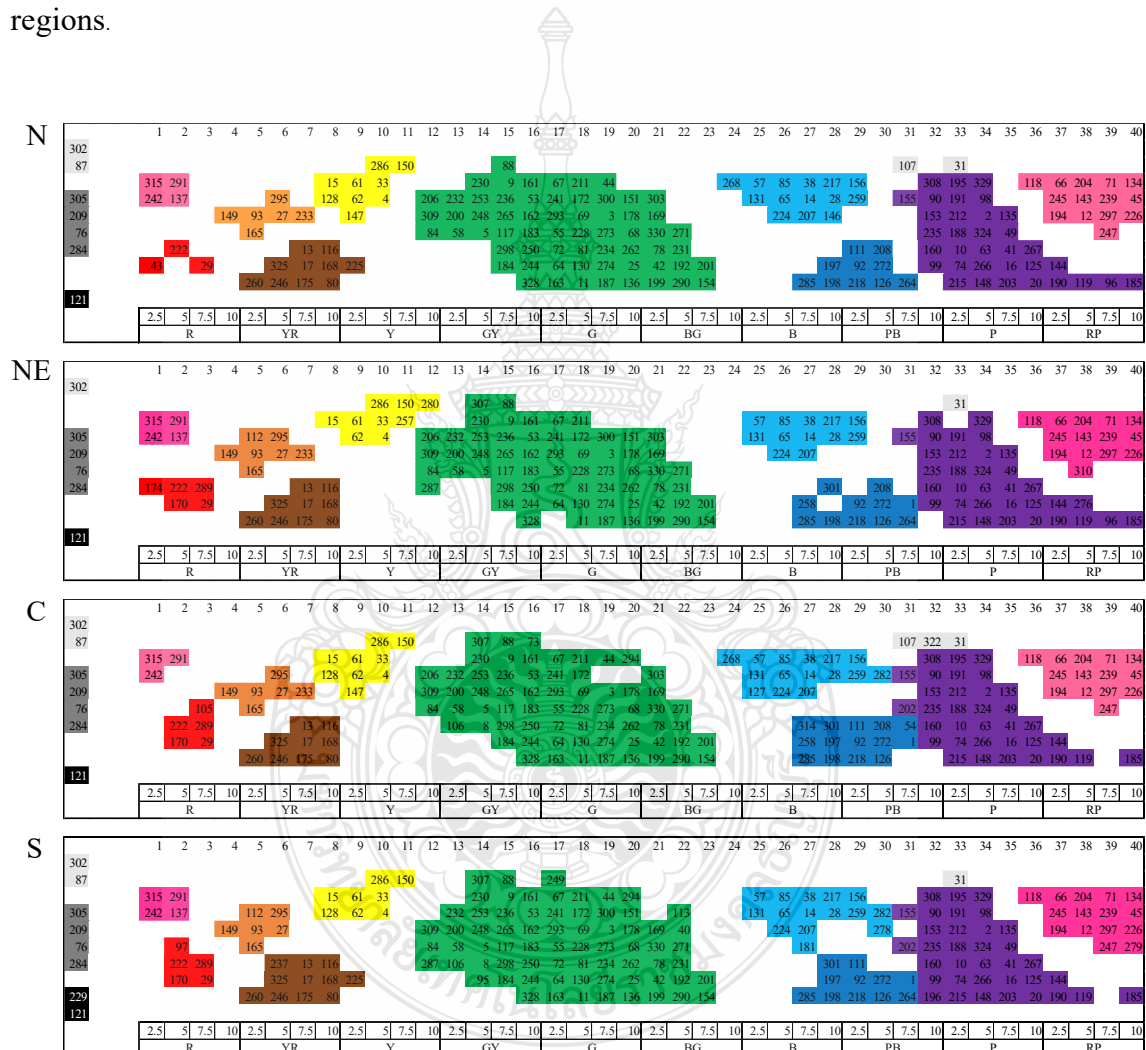 regions.
N
1 2 3 4 5 6 7 8 9 10 11 12 13 14 15 16 17 18 19 20 21 22 23 24 25 26 27 28 29 30 31 32 33 34 35 36 37 38 39 40
302
87 286 150 88 107 31
315 291 15 61 33 230 9 161 67 211 44 268 57 85 38 217 156 308 195 329 118 66 204 71 134
305 242 137 295 128 62 4 206 232 253 236 53 241 172 300 151 303 131 65 14 28 259 155 90 191 98 245 143 239 45
209 149 93 27 233 147 309 200 248 265 162 293 69 3 178 169 224 207 146 153 212 2 135 194 12 297 226
76 165 84 58 5 117 183 55 228 273 68 330 271 235 188 324 49 247
284 222 13 116 298 250 72 81 234 262 78 231 111 208 160 10 63 41 267
43 29 325 17 168 225 184 244 64 130 274 25 42 192 201 197 92 272 99 74 266 16 125 144
260 246 175 80 328 163 11 187 136 199 290 154 285 198 218 126 264 215 148 203 20 190 119 96 185
121
2.5 5 7.5 10 2.5 5 7.5 10 2.5 5 7.5 10 2.5 5 7.5 10 2.5 5 7.5 10 2.5 5 7.5 10 2.5 5 7.5 10 2.5 5 7.5 10 2.5 5 7.5 10 2.5 5 7.5 10
R YR Y GY G BG B PB P RP
NE
1 2 3 4 5 6 7 8 9 10 11 12 13 14 15 16 17 18 19 20 21 22 23 24 25 26 27 28 29 30 31 32 33 34 35 36 37 38 39 40
302
286 150 280 307 88 31
315 291 15 61 33 257 230 9 161 67 211 57 85 38 217 156 308 329 118 66 204 71 134
305 242 137 112 295 62 4 206 232 253 236 53 241 172 300 151 303 131 65 14 28 259 155 90 191 98 245 143 239 45
209 149 93 27 233 309 200 248 265 162 293 69 3 178 169 224 207 153 212 2 135 194 12 297 226
76 165 84 58 5 117 183 55 228 273 68 330 271 235 188 324 49 310
284 174 222 289 13 116 287 298 250 72 81 234 262 78 231 301 208 160 10 63 41 267
170 29 325 17 168 184 244 64 130 274 25 42 192 201 258 92 272 1 99 74 266 16 125 144 276
260 246 175 80 328 11 187 136 199 290 154 285 198 218 126 264 215 148 203 20 190 119 96 185
121
2.5 5 7.5 10 2.5 5 7.5 10 2.5 5 7.5 10 2.5 5 7.5 10 2.5 5 7.5 10 2.5 5 7.5 10 2.5 5 7.5 10 2.5 5 7.5 10 2.5 5 7.5 10 2.5 5 7.5 10
R YR Y GY G BG B PB P RP
C
1 2 3 4 5 6 7 8 9 10 11 12 13 14 15 16 17 18 19 20 21 22 23 24 25 26 27 28 29 30 31 32 33 34 35 36 37 38 39 40
302
87 286 150 307 88 73 107 322 31
315 291 15 61 33 230 9 161 67 211 44 294 268 57 85 38 217 156 308 195 329 118 66 204 71 134
305 242 295 128 62 4 206 232 253 236 53 241 172 303 131 65 14 28 259 282 155 90 191 98 245 143 239 45
209 149 93 27 233 147 309 200 248 265 162 293 69 3 178 169 127 224 207 153 212 2 135 194 12 297 226
76 105 165 84 58 5 117 183 55 228 273 68 330 271 202 235 188 324 49 247
284 222 289 13 116 106 8 298 250 72 81 234 262 78 231 314 301 111 208 54 160 10 63 41 267
170 29 325 17 168 184 244 64 130 274 25 42 192 201 258 197 92 272 1 99 74 266 16 125 144
260 246 175 80 328 163 11 187 136 199 290 154 285 198 218 126 215 148 203 20 190 119 185
121
2.5 5 7.5 10 2.5 5 7.5 10 2.5 5 7.5 10 2.5 5 7.5 10 2.5 5 7.5 10 2.5 5 7.5 10 2.5 5 7.5 10 2.5 5 7.5 10 2.5 5 7.5 10 2.5 5 7.5 10
R YR Y GY G BG B PB P RP
S
1 2 3 4 5 6 7 8 9 10 11 12 13 14 15 16 17 18 19 20 21 22 23 24 25 26 27 28 29 30 31 32 33 34 35 36 37 38 39 40
302
87 286 150 307 88 249 31
315 291 15 61 33 230 9 161 67 211 44 294 57 85 38 217 156 308 195 329 118 66 204 71 134
305 242 137 112 295 128 62 4 232 253 236 53 241 172 300 151 113 131 65 14 28 259 282 155 90 191 98 245 143 239 45
209 149 93 27 309 200 248 265 162 293 69 3 178 169 40 224 207 278 153 212 2 135 194 12 297 226
76 97 165 84 58 5 117 183 55 228 273 68 330 271 181 202 235 188 324 49 247 279
284 222 289 237 13 116 287 106 8 298 250 72 81 234 262 78 231 301 111 160 10 63 41 267
170 29 325 17 168 225 95 184 244 64 130 274 25 42 192 201 197 92 272 1 99 74 266 16 125 144
229 260 246 175 80 328 163 11 187 136 199 290 154 285 198 218 126 264 196 215 148 203 20 190 119 185
121
2.5 5 7.5 10 2.5 5 7.5 10 2.5 5 7.5 10 2.5 5 7.5 10 2.5 5 7.5 10 2.5 5 7.5 10 2.5 5 7.5 10 2.5 5 7.5 10 2.5 5 7.5 10 2.5 5 7.5 10
R YR Y GY G BG B PB P RP